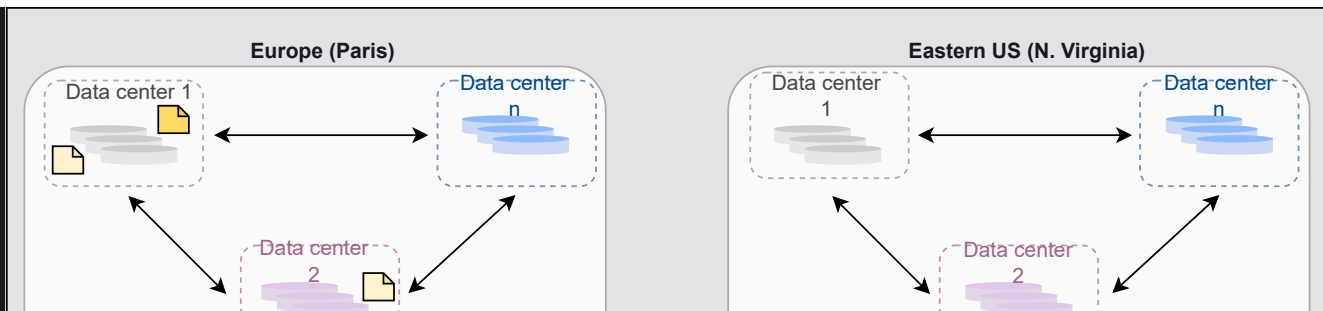 Europe (Paris)
Data center 1
Data center
n
Data center
2
Eastern US (N. Virginia)
Data center
1
Data center
n
Data center
2